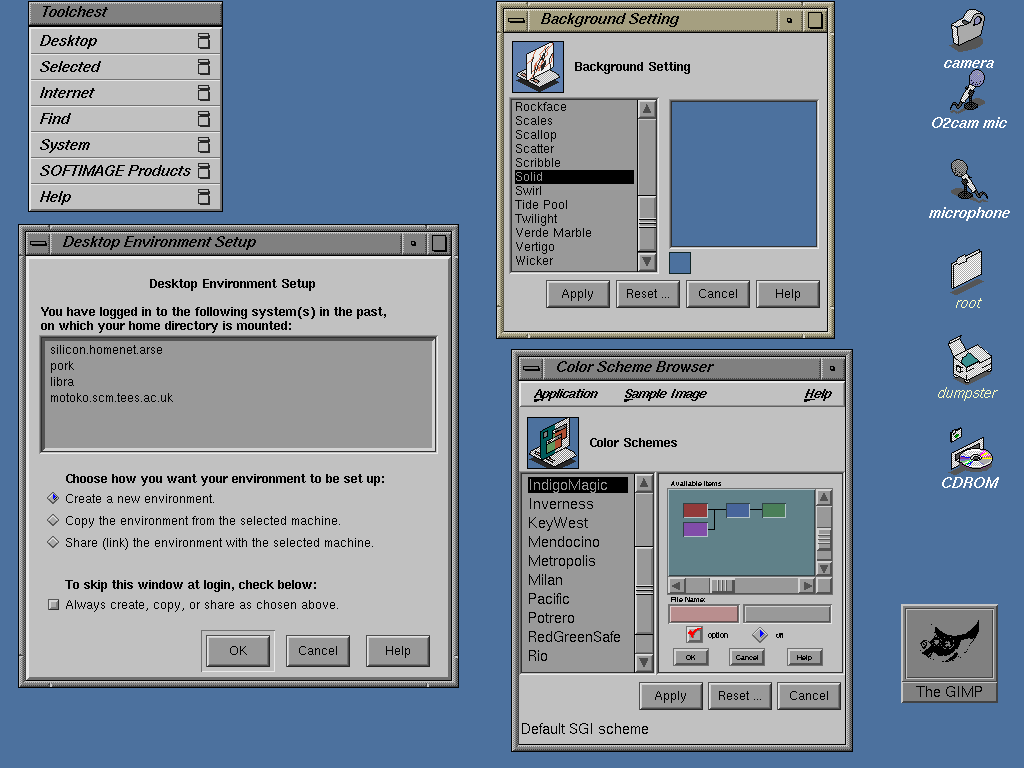 Toolchest
Desktop
Selected
Internet
Find
System
SOFTIMAGE Products
Help
Desktop Environment Setup
Desktop Environment Setup
You have logged in to the following system(s) in the past,
on which your home directory is mounted:
silicon.homenet.arse
pork
libra
motoko.scm.tees.ac.uk
Choose how you want your environment to be set up:
Create a new environment.
Copy the environment from the selected machine.
Share (link) the environment with the selected machine.
To skip this window at login, check below:
Always create, copy, or share as chosen above.
OK Cancel Help
Background Setting
Background Setting
Rockface
Scales
Scallop
Scatter
Scribble
Solid
Swirl
Tide Pool
Twilight
Verde Marble
Vertigo
Wicker
Apply Reset ... Cancel Help
Color Scheme Browser
Application Sample Image Help
Color Schemes
IndigoMagic
Inverness
KeyWest
Mendocino
Metropolis
Milan
Pacific
Potrero
RedGreenSafe
Rio
Available Items
File Name:
option on
OK Cancel Help
Apply Reset ... Cancel
Default SGI scheme
camera
O2cam mic
microphone
root
dumpster
CDROM
The GIMP